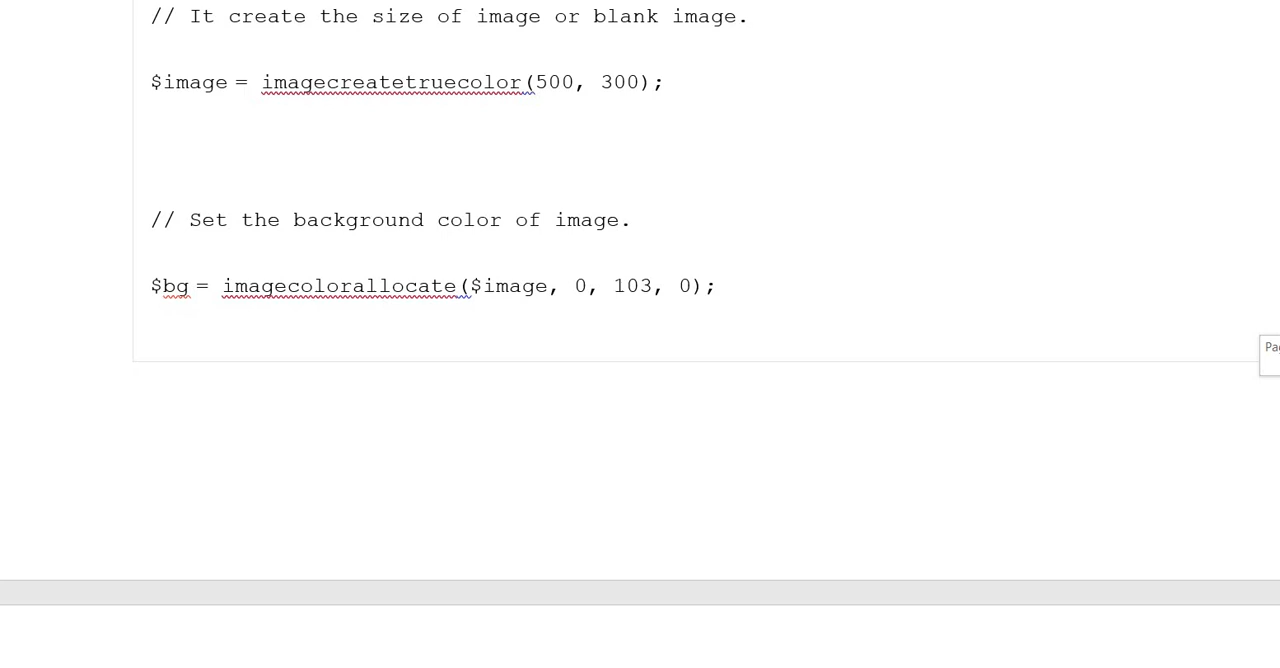 // It create the size of image or blank image.
$image = imagecreatetruecolor(500, 300);
// Set the background color of image.
$bg = imagecolorallocate($image, 0, 103, 0);